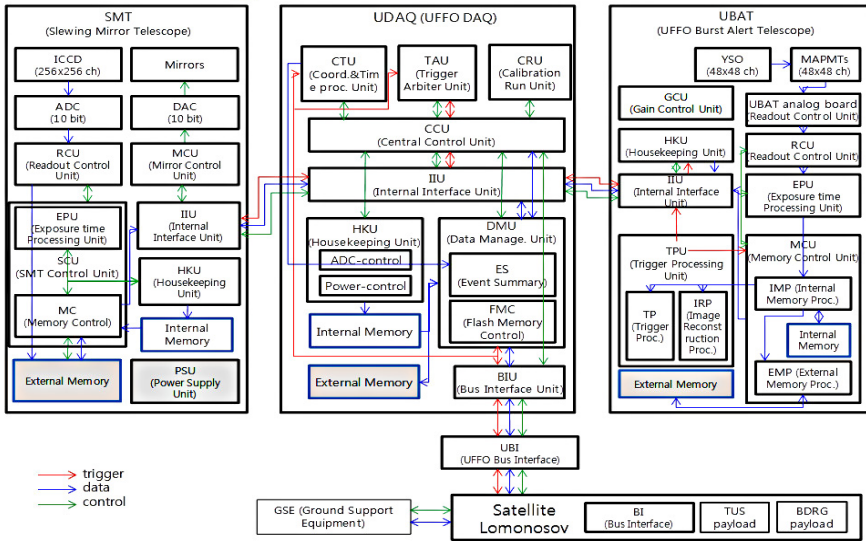 SMT
(Slewing Mirror Telescope)
ICCD
(256x256 ch)
Mirrors
ADC
(10 bit)
DAC
(10 bit)
RCU
(Readout Control
Unit)
MCU
(Mirror Control
Unit)
EPU
(Exposure time
Processing Unit)
IIU
(Internal
Interface Unit)
SCU
(SMT Control Unit)
HKU
(Housekeeping
Unit)
MC
(Memory Control)
Internal
Memory
External Memory
PSU
(Power Supply
Unit)
UDAQ (UFFO DAQ)
CTU
(Coord.&Tim
e proc. Unit)
TAU
(Trigger
Arbiter Unit)
CRU
(Calibration
Run Unit)
CCU
(Central Control Unit)
IIU
(Internal Interface Unit)
HKU
(Housekeeping Unit)
ADC-control
Power-control
DMU
(Data Manage. Unit)
ES
(Event Summary)
FMC
(Flash Memory
Control)
Internal Memory
External Memory
BIU
(Bus Interface Unit)
UBAT
(UFFO Burst Alert Telescope)
YSO
(48x48 ch)
MAPMTs
(48x48 ch)
GCU
(Gain Control Unit)
UBAT analog board
(Readout Control Unit)
HKU
(Housekeeping Unit)
RCU
(Readout Control Unit)
IIU
(Internal Interface
Unit)
EPU
(Exposure time
Processing Unit)
TPU
(Trigger Processing
Unit)
MCU
(Memory Control Unit)
IMP (Internal
Memory Proc.)
TP
(Trigger
Proc.)
IRP
(Image
Reconst
ruction
Proc.)
Internal
Memory
External Memory
EMP (External
Memory Proc.)
UBI
(UFFO Bus Interface)
trigger
data
control
GSE (Ground Support
Equipment)
Satellite
Lomonosov
BI
(Bus Interface)
TUS
payload
BDRG
payload